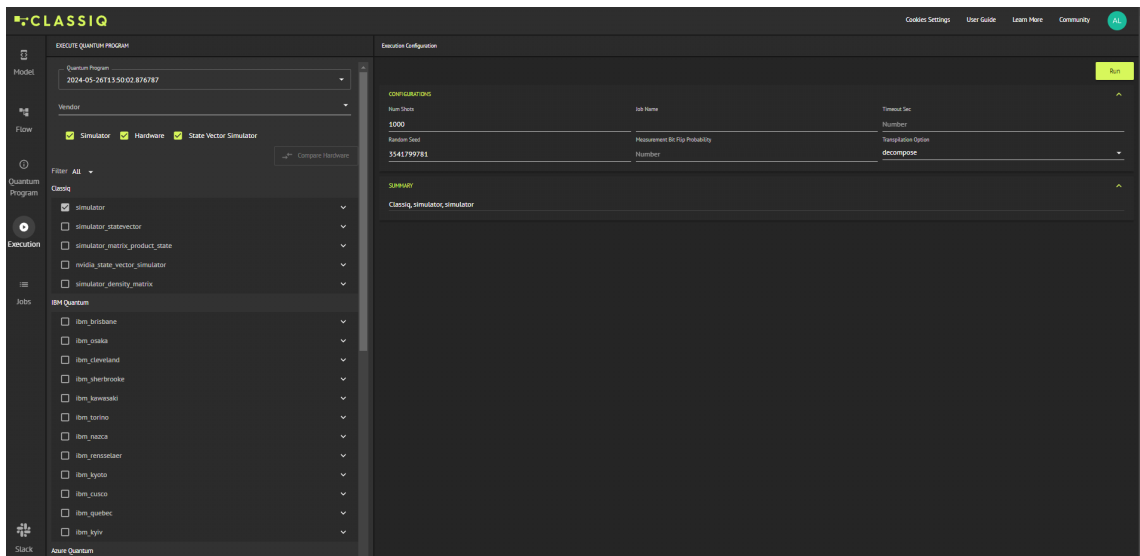 CLASSIQ
Cookies Settings
User Guide
Learn More
Community
AL
Model
Flow
Quantum
Program
Execution
Jobs
Slack
EXECUTE QUANTUM PROGRAM
Quantum Program
2024-05-26T13:50:02.876787
Vendor
Simulator
Hardware
State Vector Simulator
Compare Hardware
Filter All
Classiq
simulator
simulator_statevector
simulator_matrix_product_state
nvidia_state_vector_simulator
simulator_density_matrix
IBM Quantum
ibm_brisbane
ibm_osaka
ibm_cleveland
ibm_sherbrooke
ibm_kawasaki
ibm_torino
ibm_nazca
ibm_rensselaer
ibm_kyoto
ibm_cusco
ibm_quebec
ibm_kyiv
Azure Quantum
Execution Configuration
Run
CONFIGURATIONS
Num Shots
1000
Job Name
Timeout Sec
Number
Random Seed
3541799781
Measurement Bit Flip Probability
Number
Transpilation Option
decompose
SUMMARY
Classiq, simulator, simulator